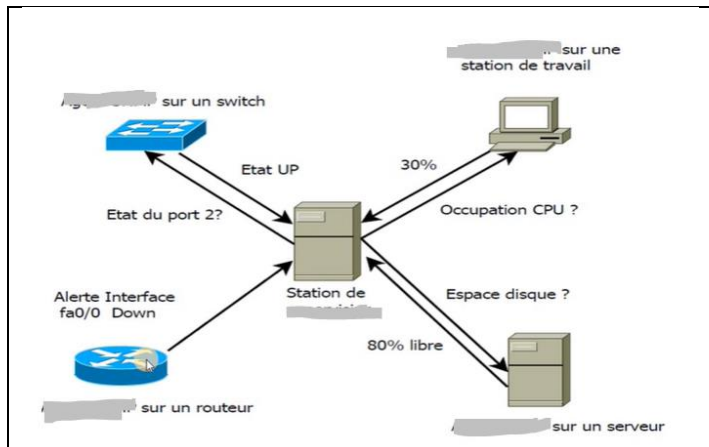 sur une
station de travail
sur un switch
Etat UP
30%
Etat du port 2?
Occupation CPU ?
Alerte Interface
fa0/0 Down
Station de
Espace disque ?
80% libre
sur un routeur
sur un serveur